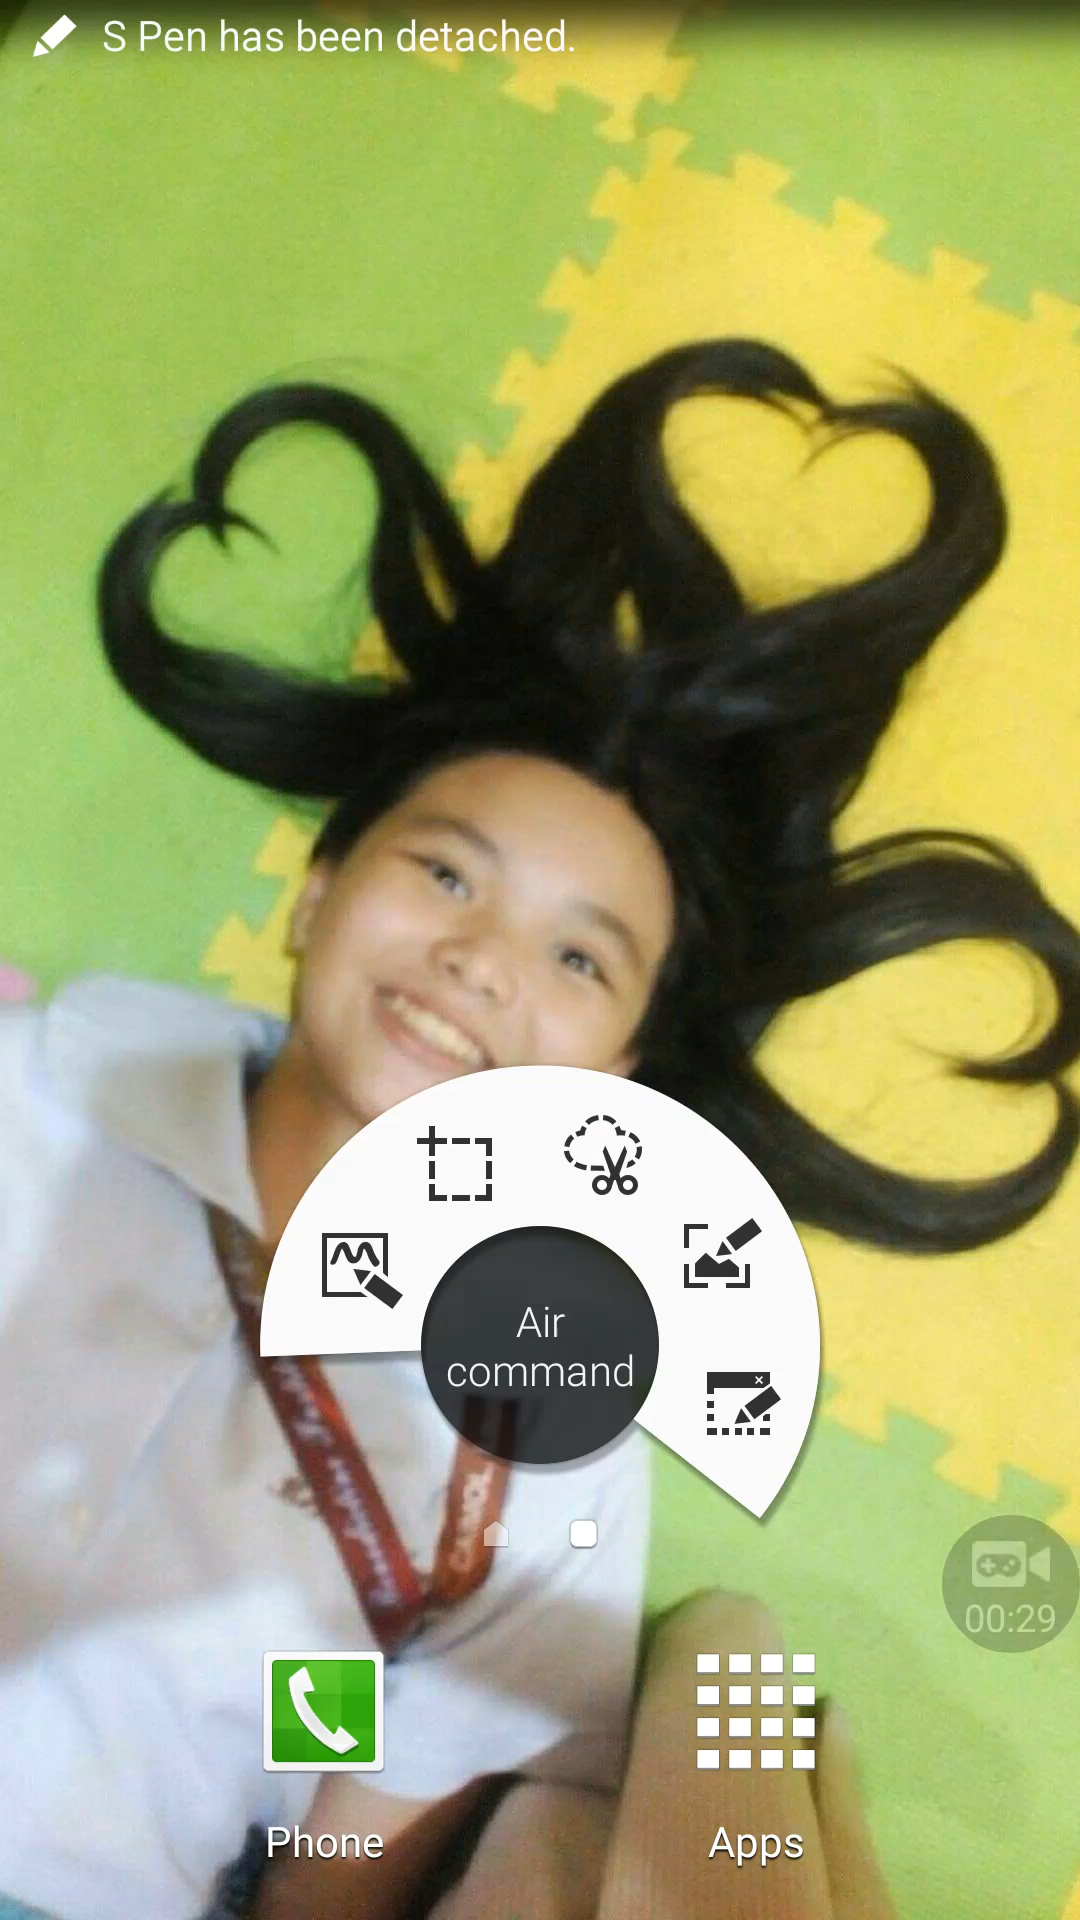 S Pen has been detached.
Air
command
00:29
Phone
Apps